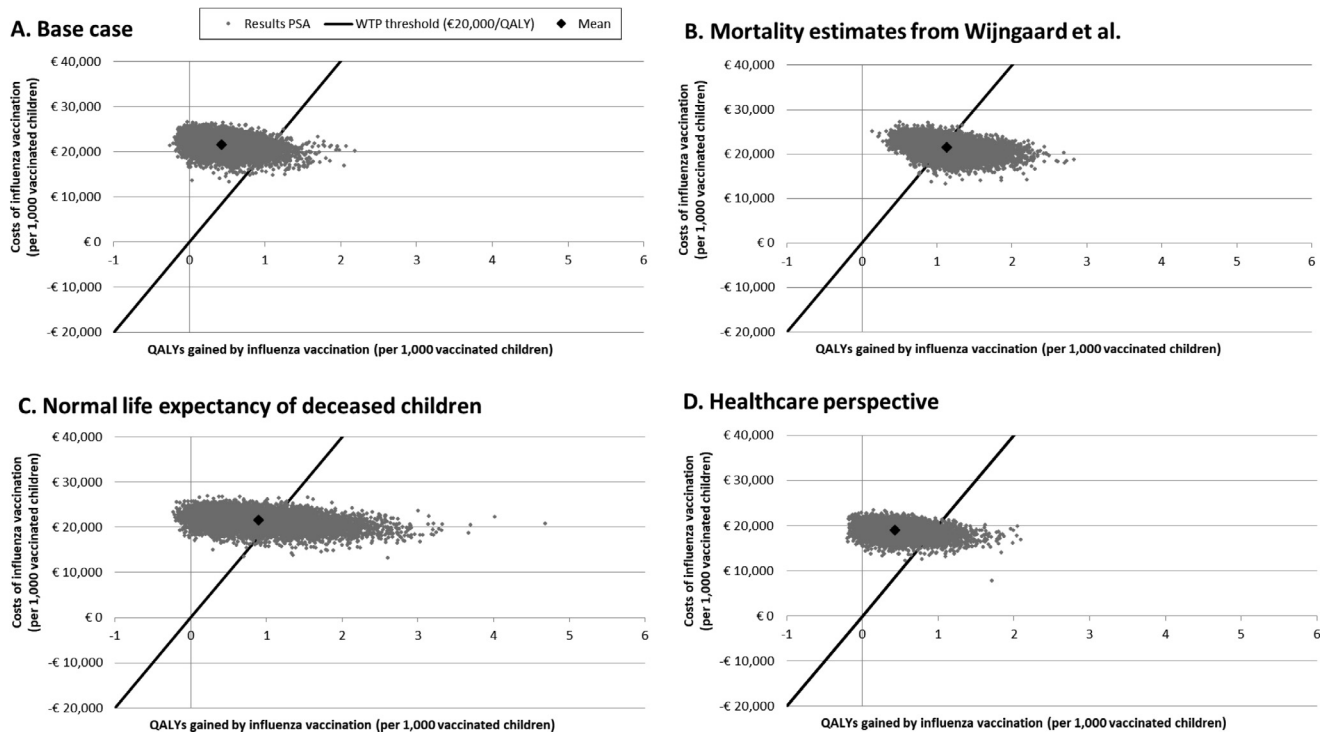 A. Base case
Results PSA
WTP threshold (€20,000/QALY)
Mean
Costs of influenza vaccination
(per 1,000 vaccinated children)
€ 40,000
€ 30,000
€ 20,000
€ 10,000
€ 0
-€ 10,000
-€ 20,000
-1 0 1 2 3 4 5 6
QALYs gained by influenza vaccination (per 1,000 vaccinated children)
B. Mortality estimates from Wijngaard et al.
Costs of influenza vaccination
(per 1,000 vaccinated children)
€ 40,000
€ 30,000
€ 20,000
€ 10,000
€ 0
-€ 10,000
-€ 20,000
-1 0 1 2 3 4 5 6
QALYs gained by influenza vaccination (per 1,000 vaccinated children)
C. Normal life expectancy of deceased children
Costs of influenza vaccination
(per 1,000 vaccinated children)
€ 40,000
€ 30,000
€ 20,000
€ 10,000
€ 0
-€ 10,000
-€ 20,000
-1 0 1 2 3 4 5 6
QALYs gained by influenza vaccination (per 1,000 vaccinated children)
D. Healthcare perspective
Costs of influenza vaccination
(per 1,000 vaccinated children)
€ 40,000
€ 30,000
€ 20,000
€ 10,000
€ 0
-€ 10,000
-€ 20,000
-1 0 1 2 3 4 5 6
QALYs gained by influenza vaccination (per 1,000 vaccinated children)